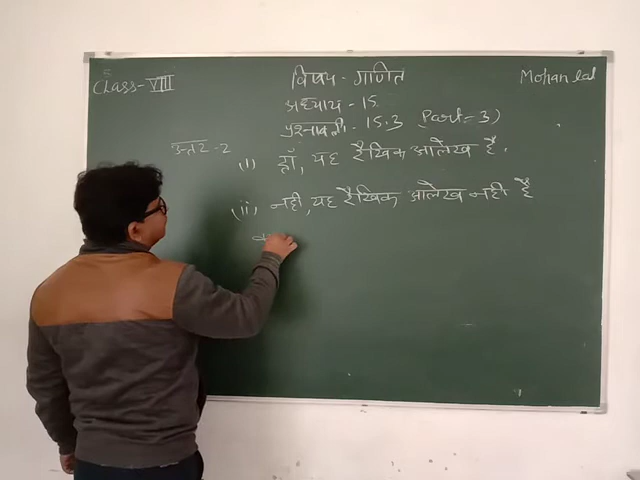 Class-VIII
विषय - गणित
Mohan Lal
अध्याय - 15
प्रश्नावली - 15.3 (Part-3)
उत्तर-2 (i) हाँ, यह रैखिक आलेख है.
(ii) नहीं, यह रैखिक आलेख नहीं है